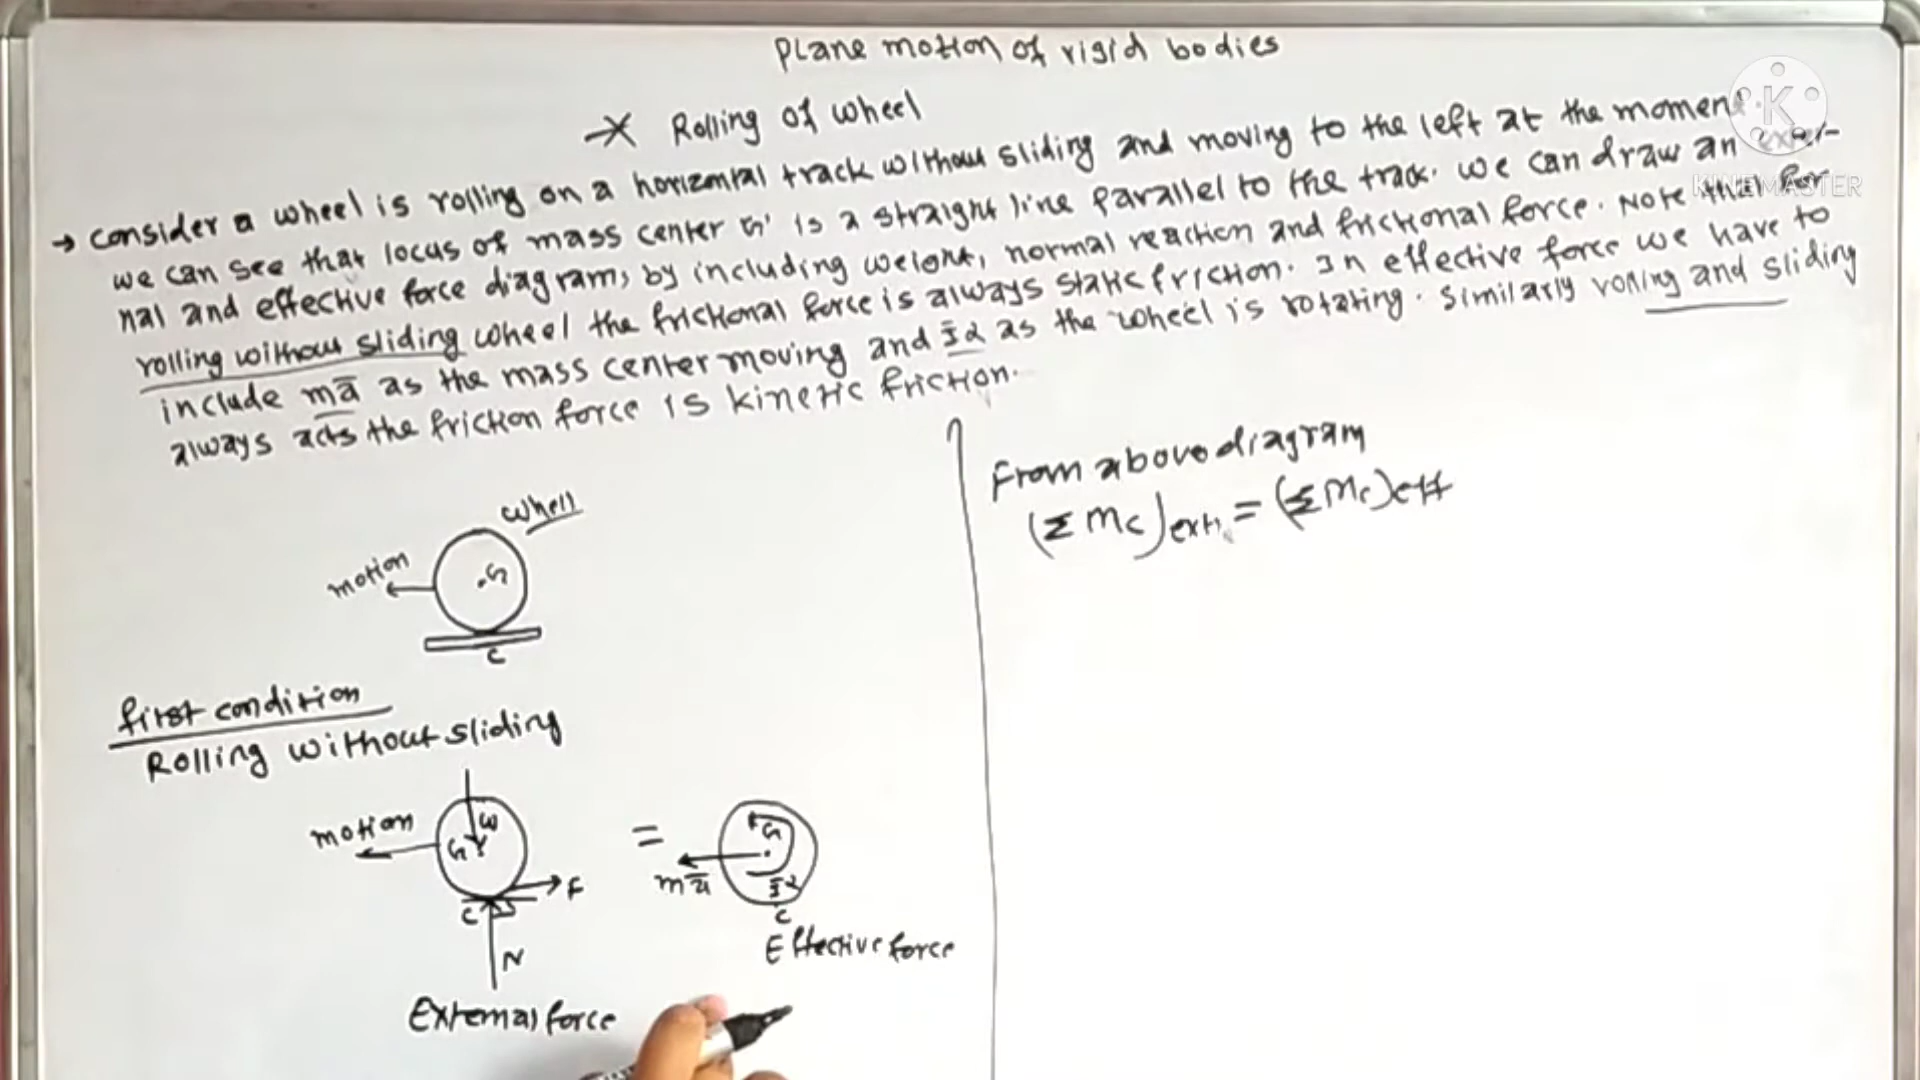 Plane motion of rigid bodies
Rolling of wheel
→ consider a wheel is rolling on a horizontal track without sliding and moving to the left at the moment
we can see that locus of mass center G' is a straight line parallel to the track. we can draw an exter-
nal and effective force diagram, by including weight, normal reaction and frictional force. Note that for
rolling without sliding wheel the frictional force is always static friction. In effective force we have to
include mā as the mass center moving and Īα as the wheel is rotating. Similarly rolling and sliding
always acts the friction force is kinetic friction.
whell
motion
G
C
first condition
Rolling without sliding
motion
W
G
F
C
N
External force
=
G
mā
Īα
C
Effective force
From above diagram
(ΣMc)ext. = (ΣMc)eff
K
KINEMASTER